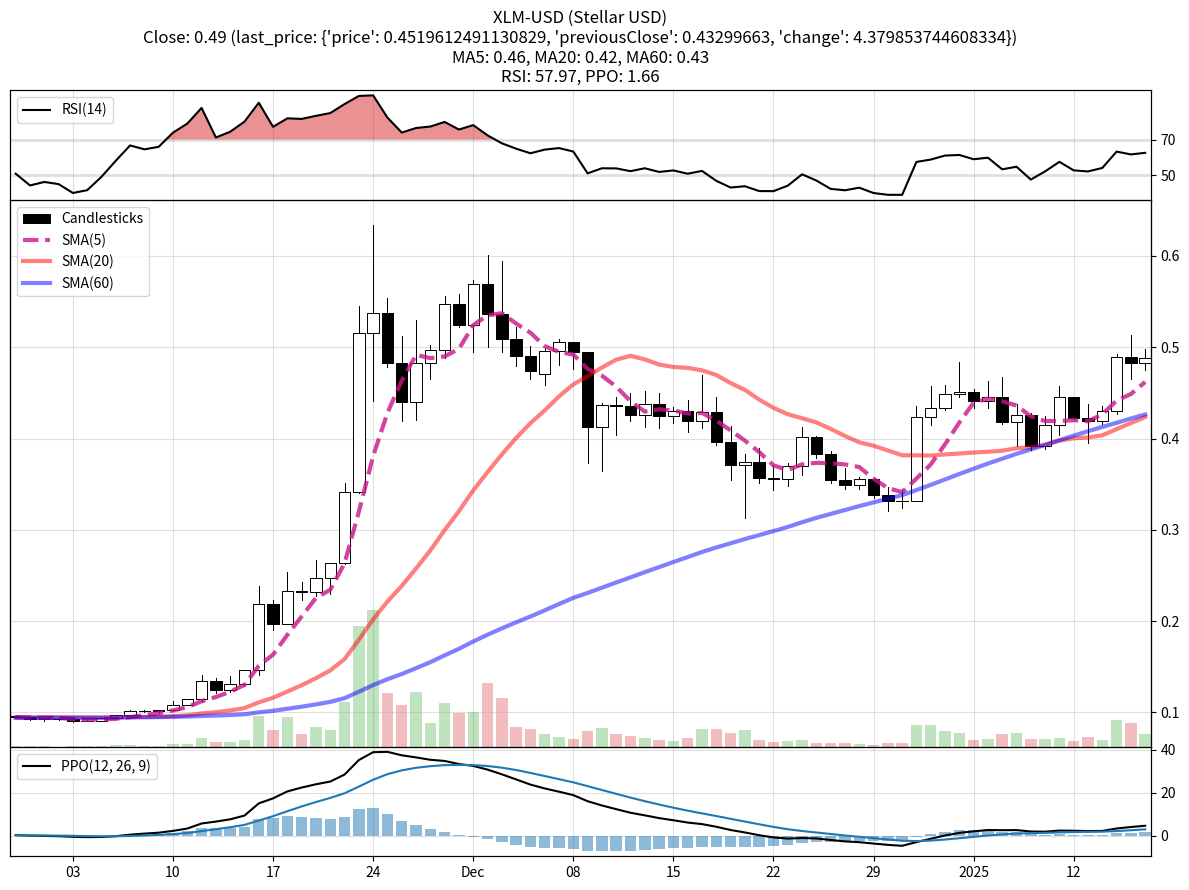 XLM-USD (Stellar USD)
Close: 0.49 (last_price: {'price': 0.4519612491130829, 'previousClose': 0.43299663, 'change': 4.379853744608334})
MA5: 0.46, MA20: 0.42, MA60: 0.43
RSI: 57.97, PPO: 1.66
RSI(14)
70
50
Candlesticks
SMA(5)
SMA(20)
SMA(60)
0.6
0.5
0.4
0.3
0.2
0.1
PPO(12, 26, 9)
40
20
0
03 10 17 24 Dec 08 15 22 29 2025 12